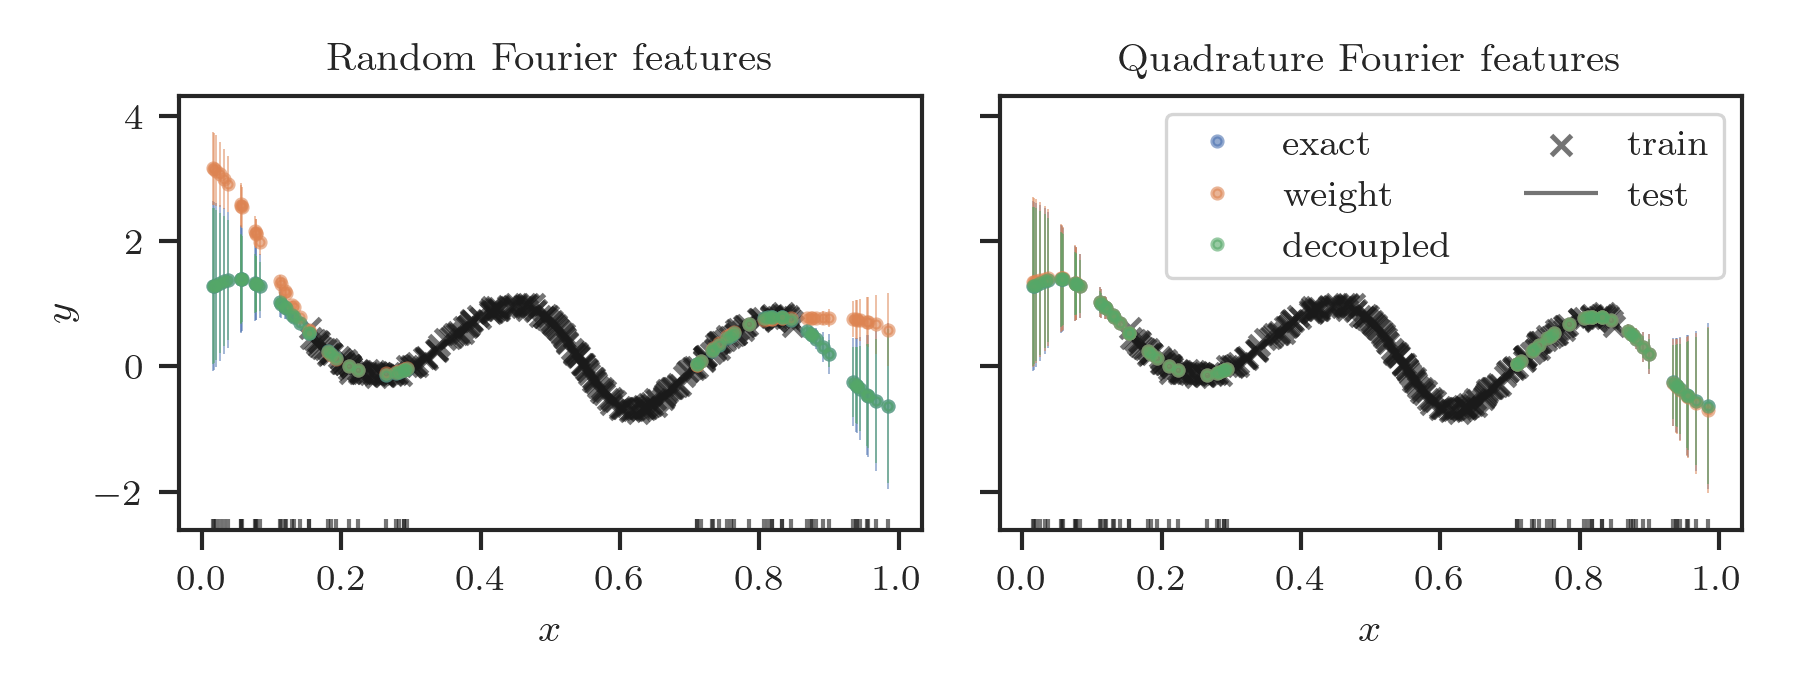 Random Fourier features
4
2
0
−2
y
0.0 0.2 0.4 0.6 0.8 1.0
x
Quadrature Fourier features
exact
weight
decoupled
train
test
0.0 0.2 0.4 0.6 0.8 1.0
x